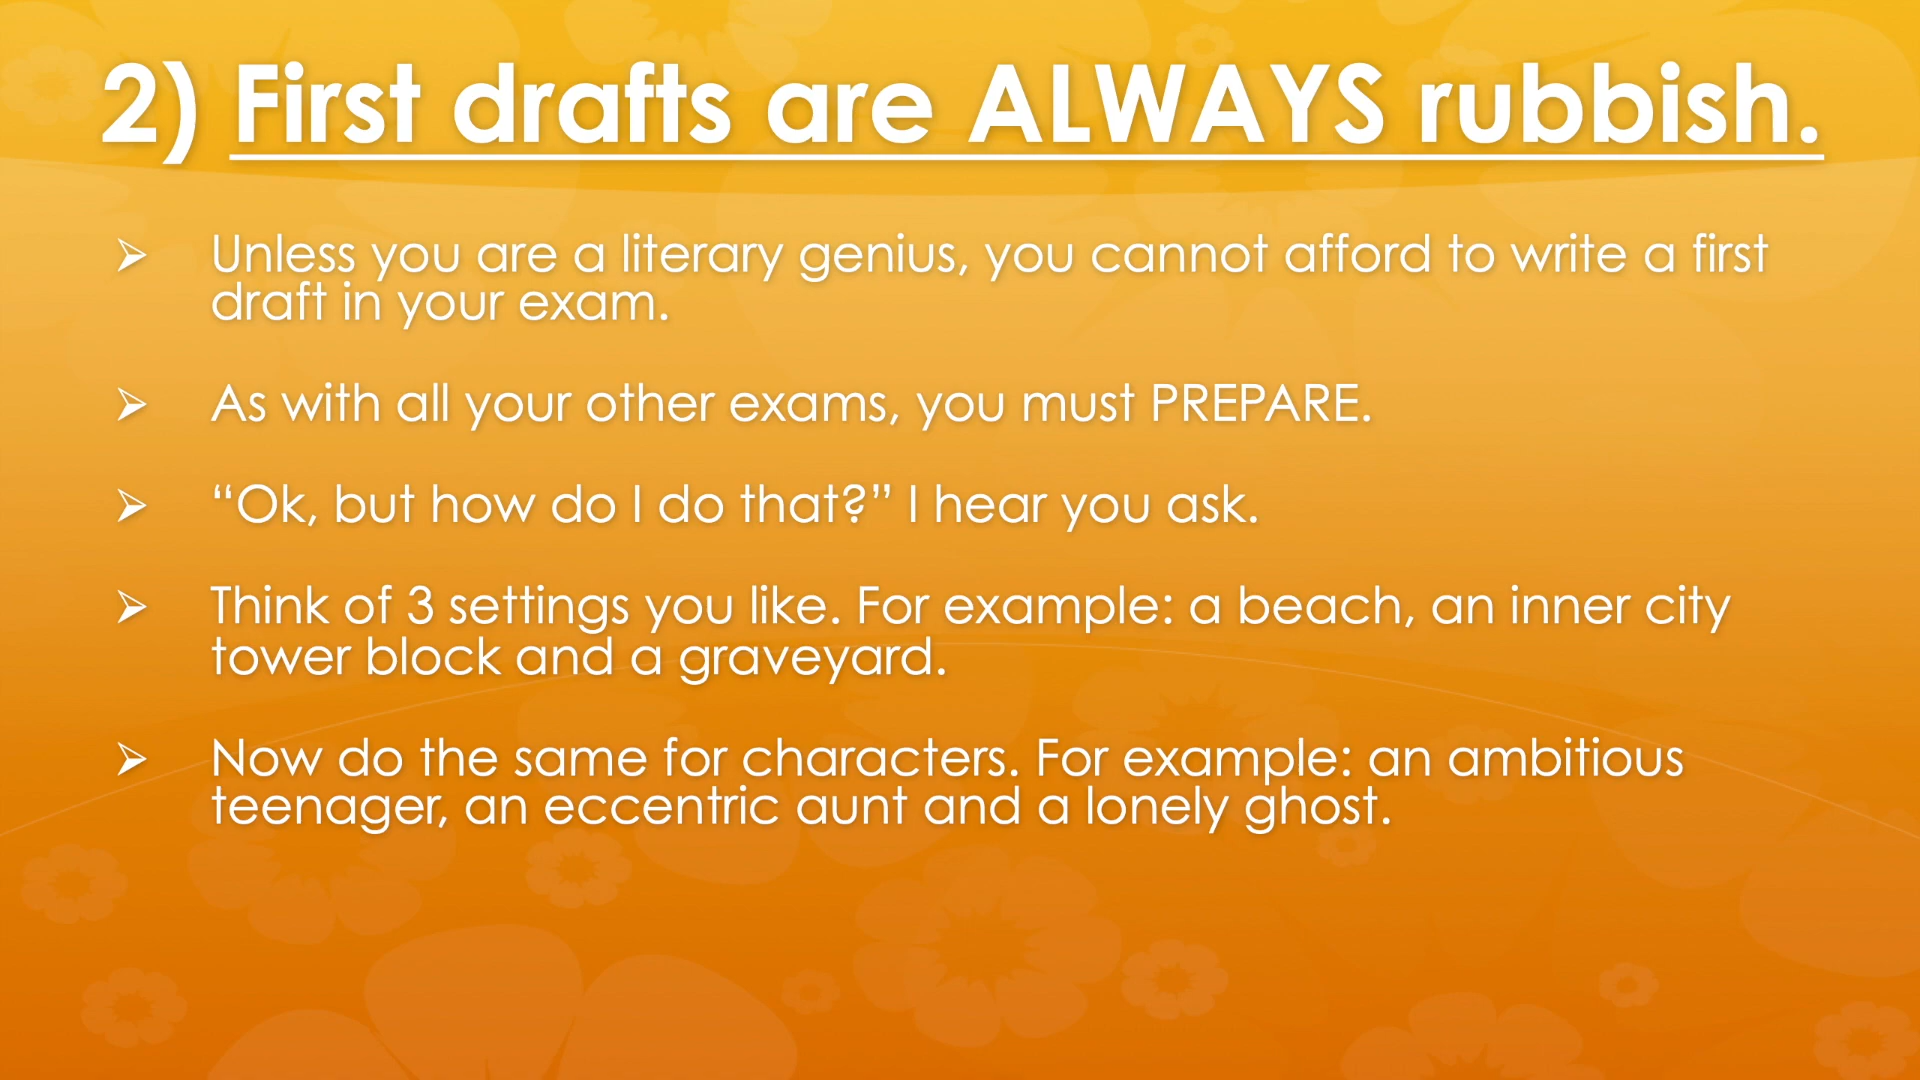 2) First drafts are ALWAYS rubbish.
➢ Unless you are a literary genius, you cannot afford to write a first
draft in your exam.
➢ As with all your other exams, you must PREPARE.
➢ “Ok, but how do I do that?” I hear you ask.
➢ Think of 3 settings you like. For example: a beach, an inner city
tower block and a graveyard.
➢ Now do the same for characters. For example: an ambitious
teenager, an eccentric aunt and a lonely ghost.